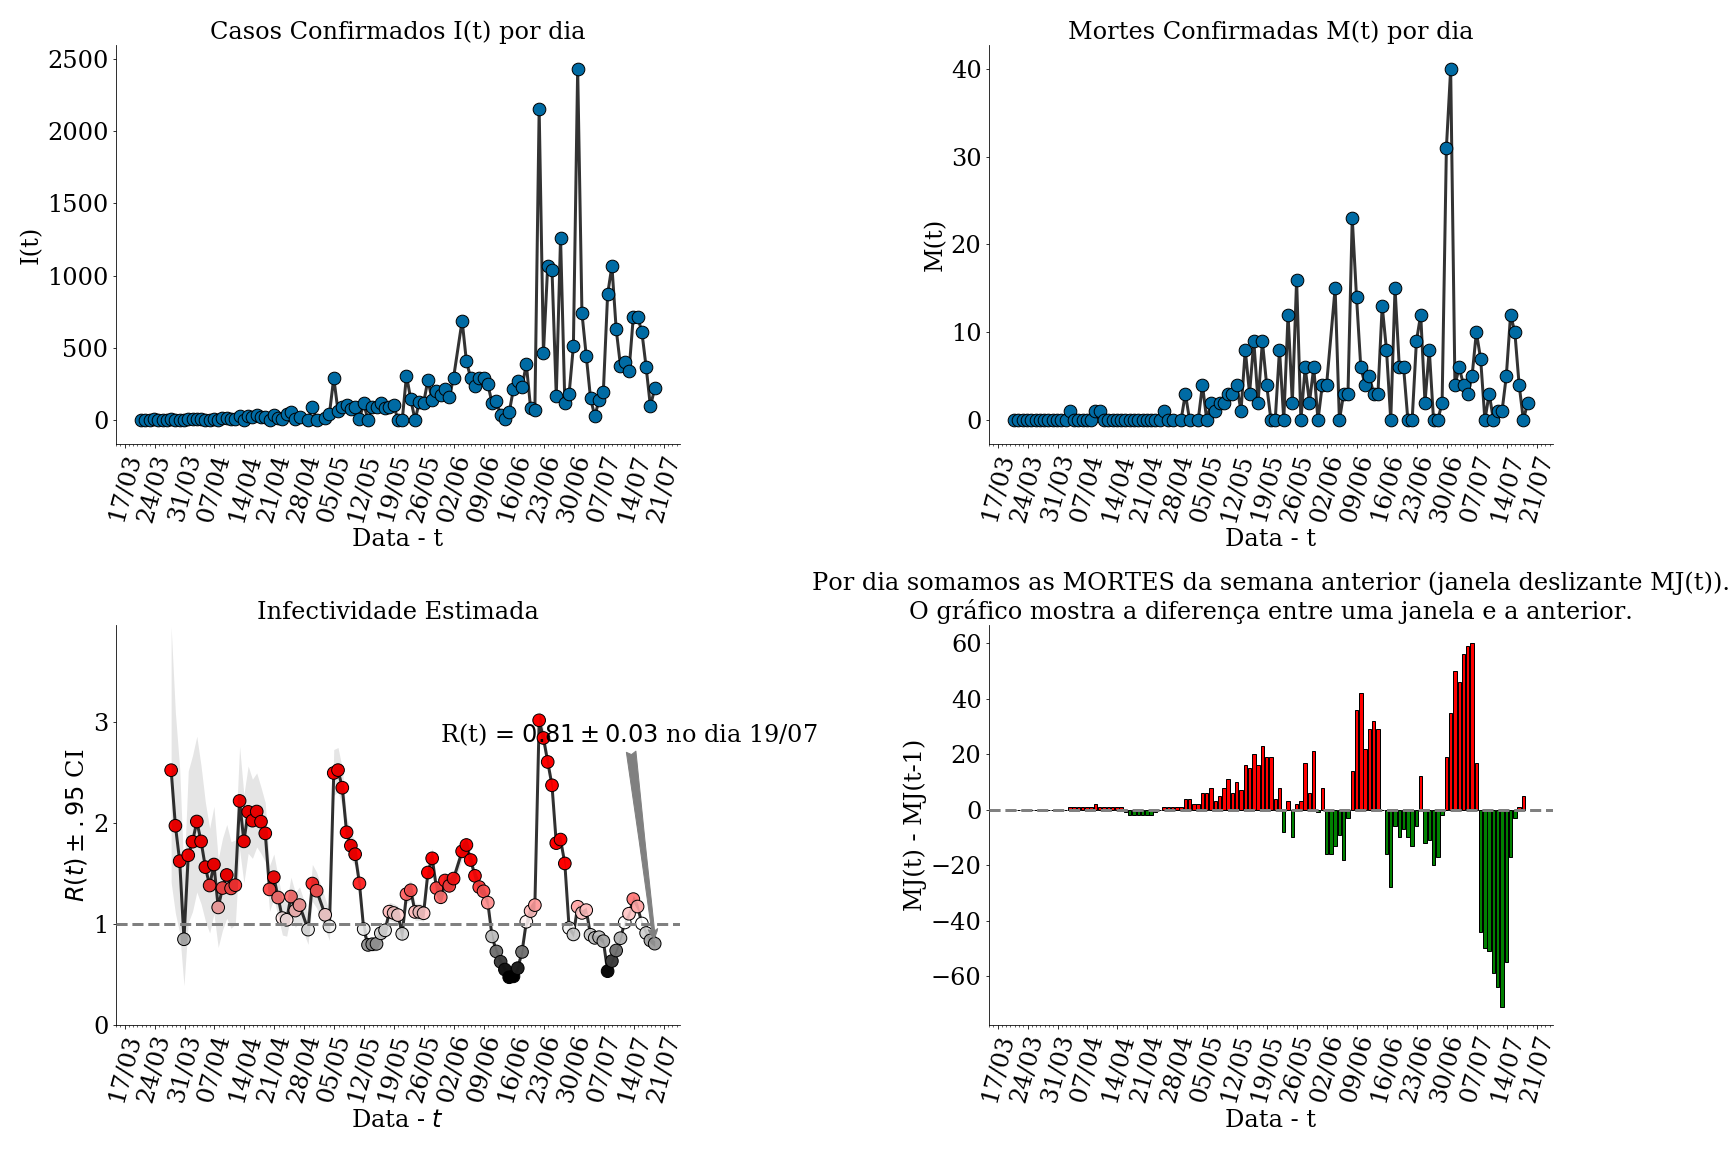 Casos Confirmados I(t) por dia
2500
2000
1500
1000
500
0
I(t)
17/03 24/03 31/03 07/04 14/04 21/04 28/04 05/05 12/05 19/05 26/05 02/06 09/06 16/06 23/06 30/06 07/07 14/07 21/07
Data - t
Mortes Confirmadas M(t) por dia
40
30
20
10
0
M(t)
17/03 24/03 31/03 07/04 14/04 21/04 28/04 05/05 12/05 19/05 26/05 02/06 09/06 16/06 23/06 30/06 07/07 14/07 21/07
Data - t
Infectividade Estimada
3
2
1
0
R(t) ± .95 CI
R(t) = 0.81 ± 0.03 no dia 19/07
17/03 24/03 31/03 07/04 14/04 21/04 28/04 05/05 12/05 19/05 26/05 02/06 09/06 16/06 23/06 30/06 07/07 14/07 21/07
Data - t
Por dia somamos as MORTES da semana anterior (janela deslizante MJ(t)).
O gráfico mostra a diferença entre uma janela e a anterior.
60
40
20
0
−20
−40
−60
MJ(t) - MJ(t-1)
17/03 24/03 31/03 07/04 14/04 21/04 28/04 05/05 12/05 19/05 26/05 02/06 09/06 16/06 23/06 30/06 07/07 14/07 21/07
Data - t